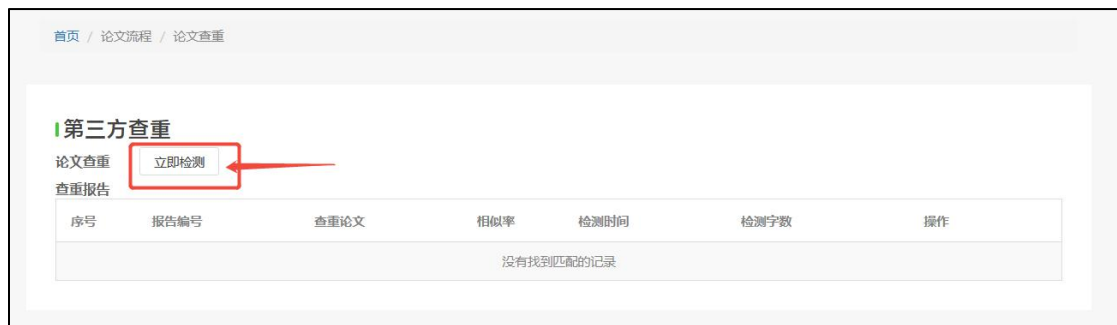 首页 / 论文流程 / 论文查重
第三方查重
论文查重 立即检测
查重报告
序号 报告编号 查重论文 相似率 检测时间 检测字数 操作
没有找到匹配的记录